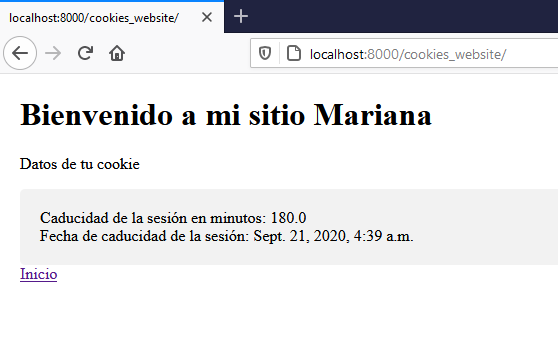 localhost:8000/cookies_website/
localhost:8000/cookies_website/
Bienvenido a mi sitio Mariana
Datos de tu cookie
Caducidad de la sesión en minutos: 180.0
Fecha de caducidad de la sesión: Sept. 21, 2020, 4:39 a.m.
Inicio